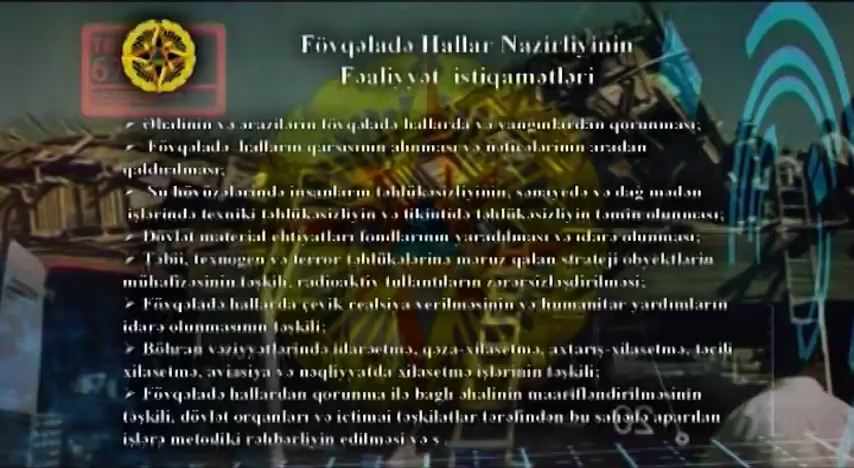 Fövqəladə Hallar Nazirliyinin
Fəaliyyət istiqamətləri
➢ Əhalinin və ərazilərin fövqəladə hallarda və yanğınlardan qorunması;
➢ Fövqəladə halların qarşısının alınması və nəticələrinin aradan
qaldırılması;
➢ Su hövzələrində insanların təhlükəsizliyinin, sənayedə və dağ mədən
işlərində texniki təhlükəsizliyin və tikintidə təhlükəsizliyin təmin olunması;
➢ Dövlət material ehtiyatları fondlarının yaradılması və idarə olunması;
➢ Təbii, texnogen və terror təhlükələrinə məruz qalan strateji obyektlərin
mühafizəsinin təşkili, radioaktiv tullantıların zərərsizləşdirilməsi;
➢ Fövqəladə hallarda çevik reaksiya verilməsinin və humanitar yardımların
idarə olunmasının təşkili;
➢ Böhran vəziyyətlərində idarəetmə, qəza-xilasetmə, axtarış-xilasetmə, təcili
xilasetmə, aviasiya və nəqliyyatda xilasetmə işlərinin təşkili;
➢ Fövqəladə hallardan qorunma ilə bağlı əhalinin maarifləndirilməsinin
təşkili, dövlət orqanları və ictimai təşkilatlar tərəfindən bu sahədə aparılan
işlərə metodiki rəhbərliyin edilməsi və s.